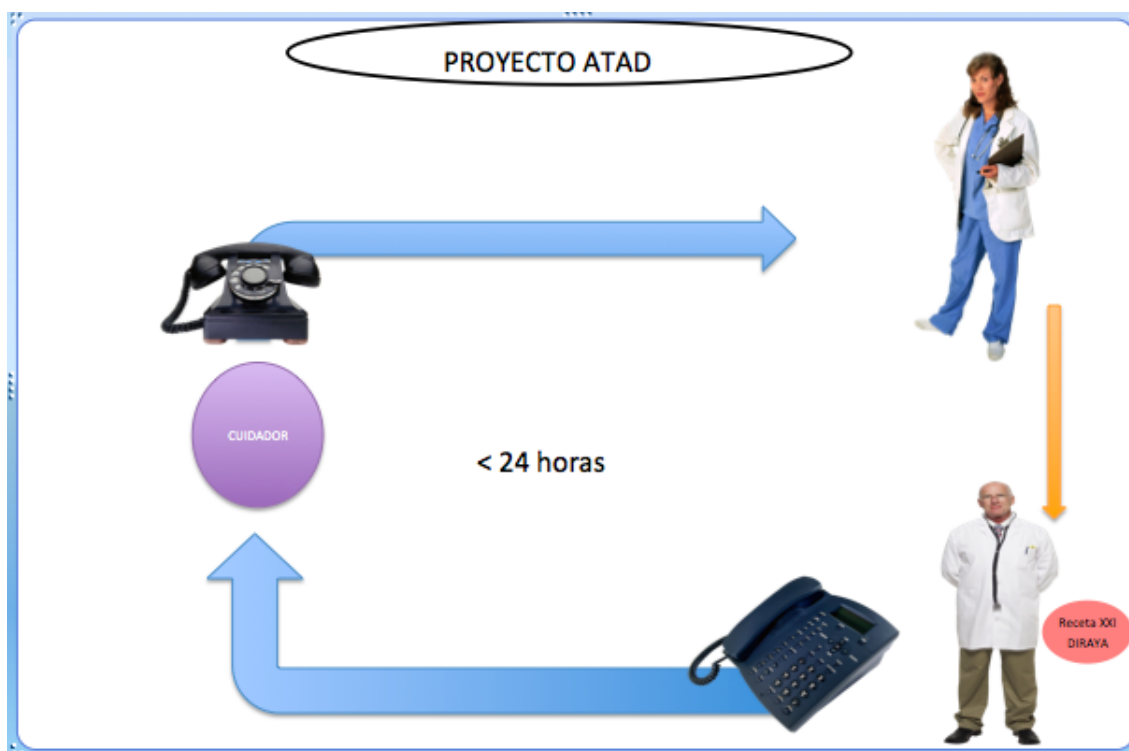 PROYECTO ATAD
CUIDADOR
< 24 horas
Receta XXI
DIRAYA